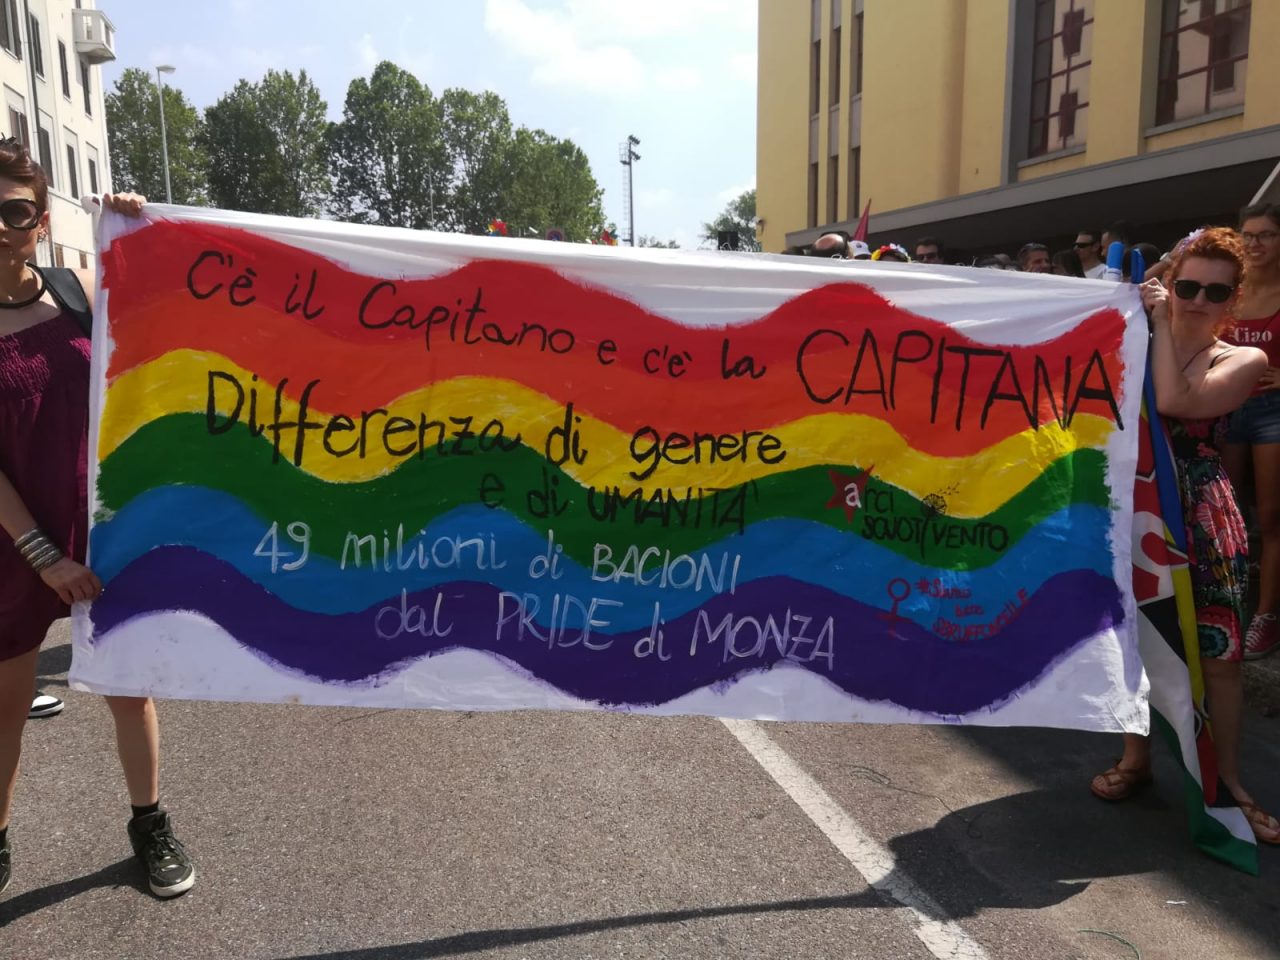 C'è il Capitano e c'è la CAPITANA
Differenza di genere
e di UMANITA'
49 milioni di BACIONI
dal PRIDE di MONZA
arci
SCUOTIVENTO
Ciao